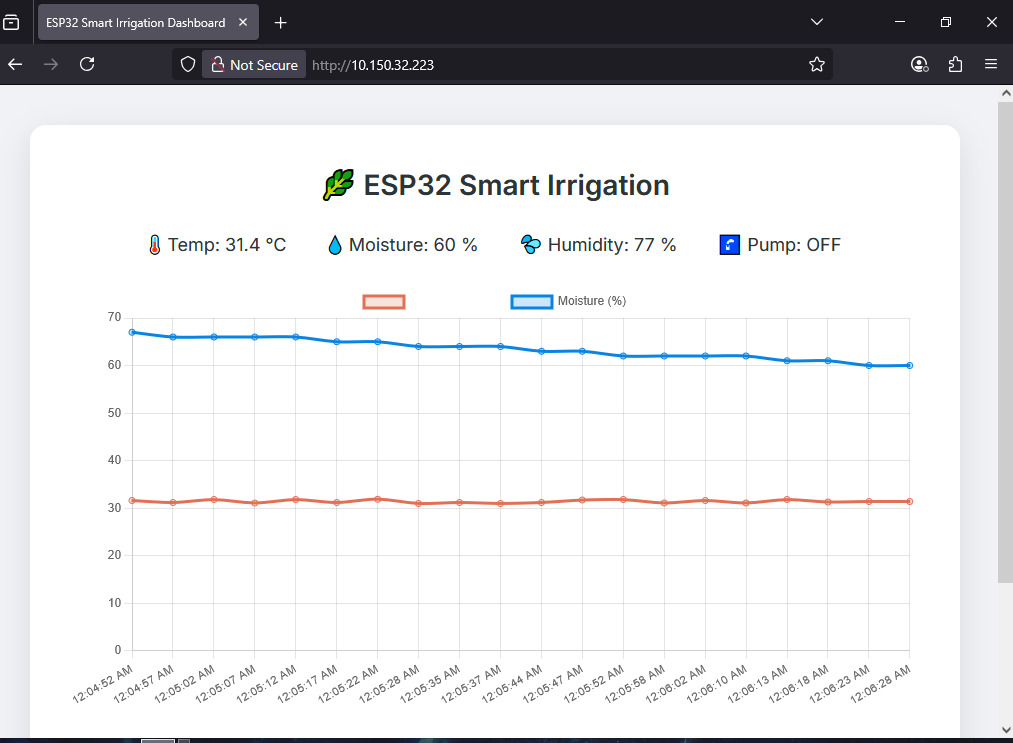 ESP32 Smart Irrigation Dashboard
Not Secure http://10.150.32.223
ESP32 Smart Irrigation
Temp: 31.4 °C Moisture: 60 % Humidity: 77 % Pump: OFF
Moisture (%)
70
60
50
40
30
20
10
0
12:04:52 AM 12:04:57 AM 12:05:02 AM 12:05:07 AM 12:05:12 AM 12:05:17 AM 12:05:22 AM 12:05:28 AM 12:05:35 AM 12:05:37 AM 12:05:44 AM 12:05:47 AM 12:05:52 AM 12:05:58 AM 12:06:02 AM 12:06:10 AM 12:06:13 AM 12:06:18 AM 12:06:23 AM 12:06:28 AM